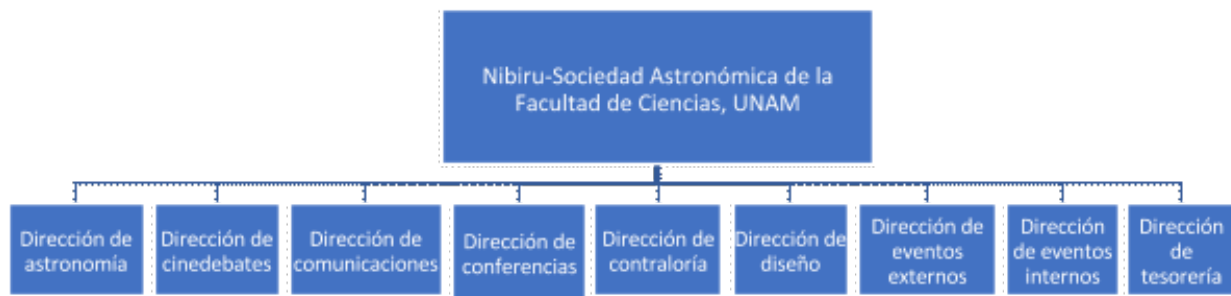 Nibiru-Sociedad Astronómica de la
Facultad de Ciencias, UNAM
Dirección de
astronomía
Dirección de
cinedebates
Dirección de
comunicaciones
Dirección de
conferencias
Dirección de
contraloría
Dirección de
diseño
Dirección de
eventos
externos
Dirección
de eventos
internos
Dirección
de
tesorería